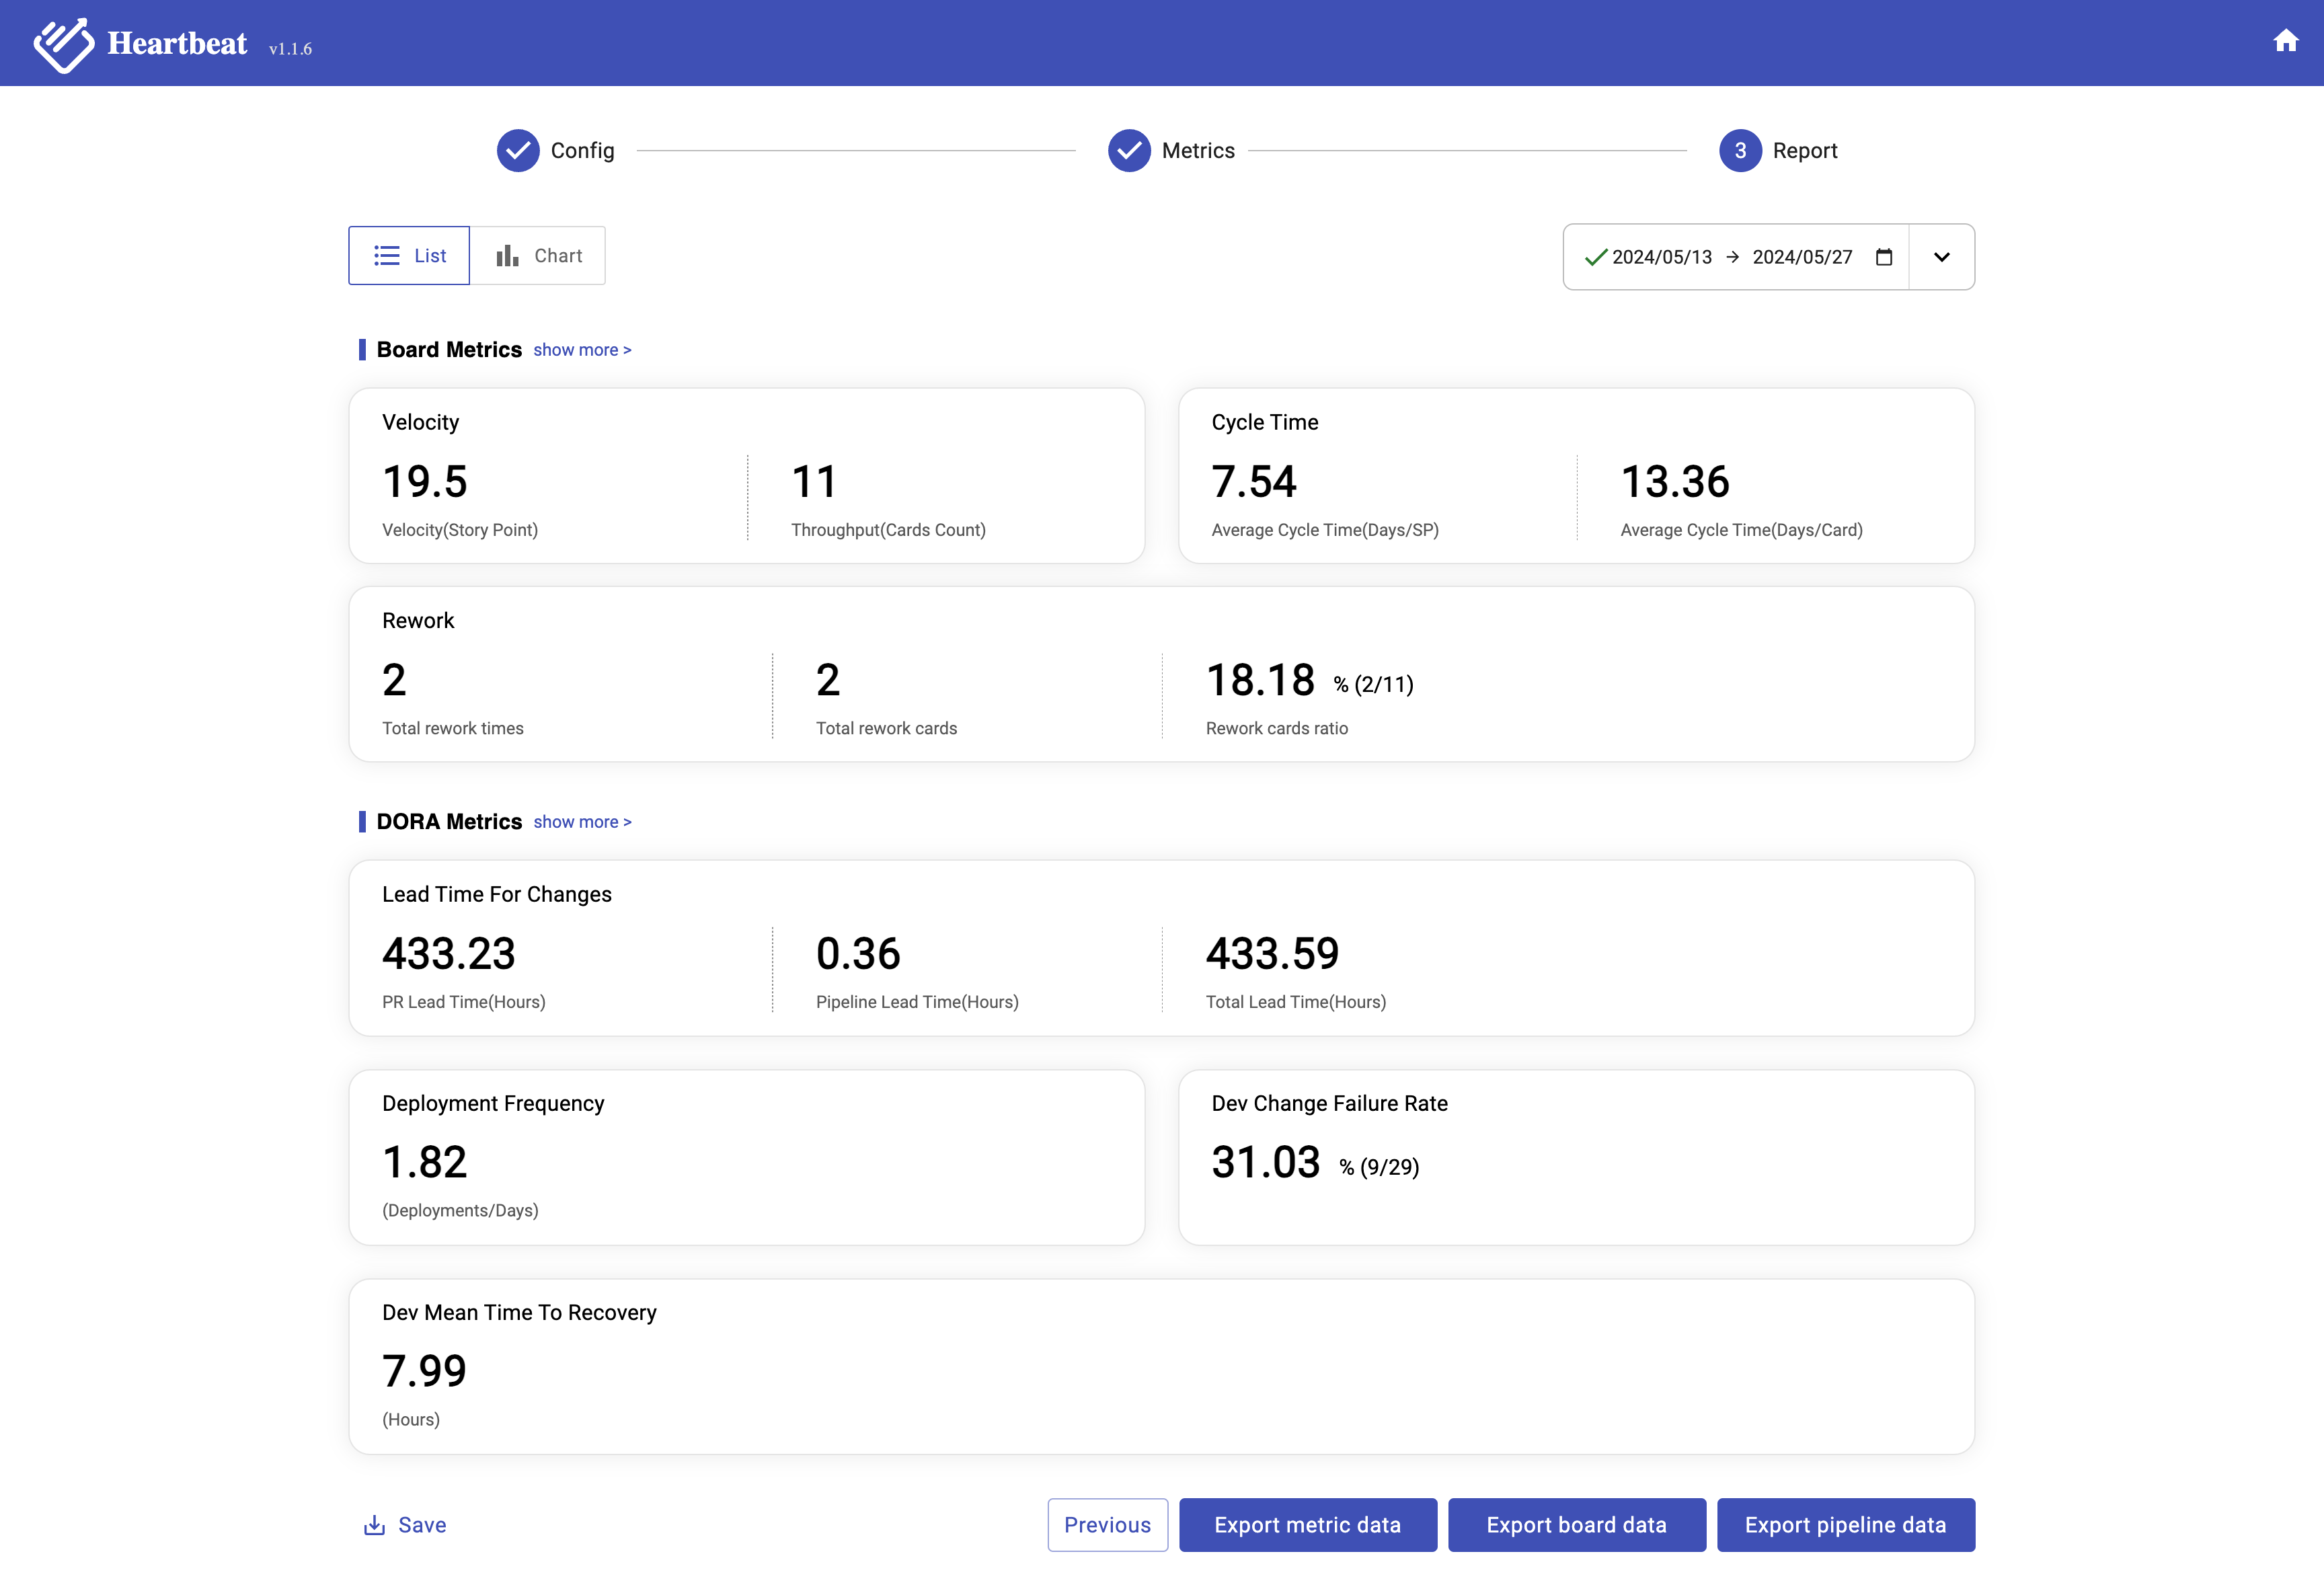 Heartbeat v1.1.6
Config
Metrics
3 Report
List
Chart
2024/05/13 → 2024/05/27
Board Metrics show more >
Velocity
19.5
Velocity(Story Point)
11
Throughput(Cards Count)
Cycle Time
7.54
Average Cycle Time(Days/SP)
13.36
Average Cycle Time(Days/Card)
Rework
2
Total rework times
2
Total rework cards
18.18 % (2/11)
Rework cards ratio
DORA Metrics show more >
Lead Time For Changes
433.23
PR Lead Time(Hours)
0.36
Pipeline Lead Time(Hours)
433.59
Total Lead Time(Hours)
Deployment Frequency
1.82
(Deployments/Days)
Dev Change Failure Rate
31.03 % (9/29)
Dev Mean Time To Recovery
7.99
(Hours)
Save
Previous
Export metric data
Export board data
Export pipeline data